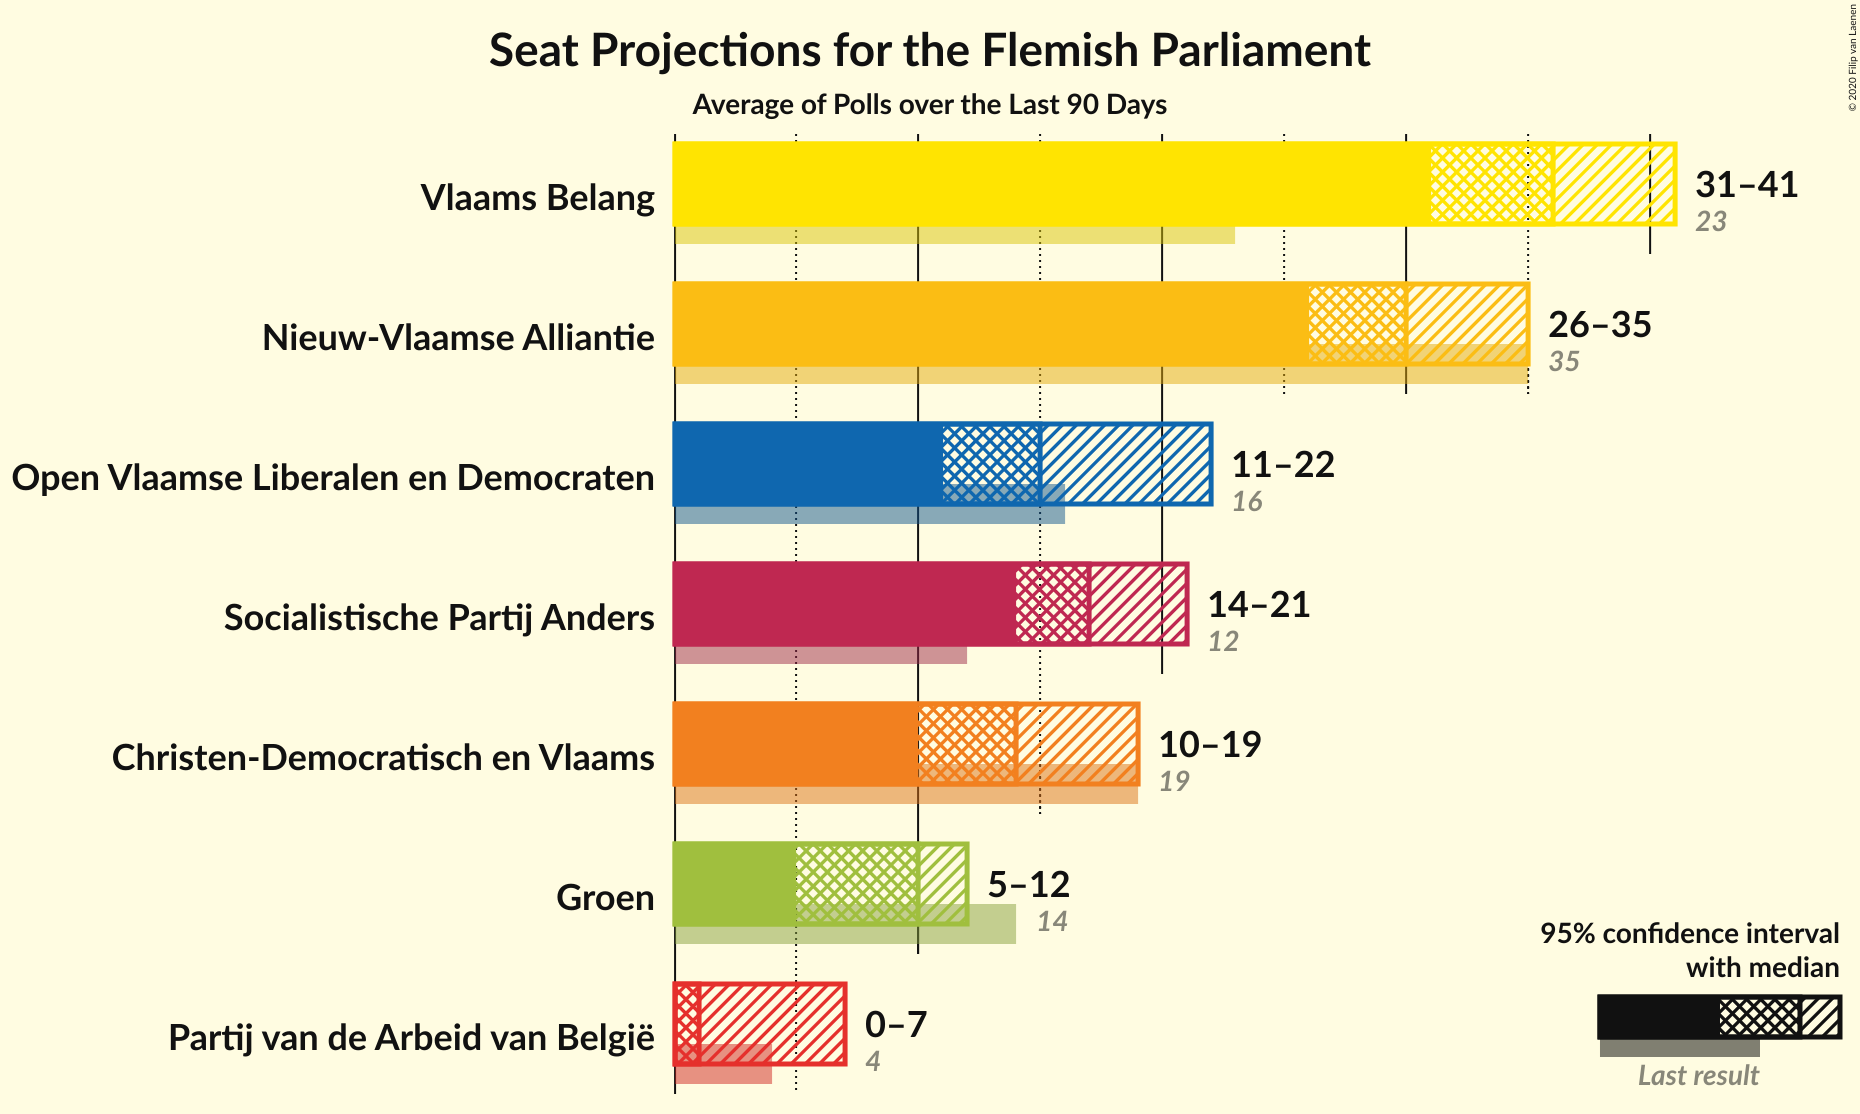 Seat Projections for the Flemish Parliament
Average of Polls over the Last 90 Days
© 2020 Filip van Laenen
Vlaams Belang
31–41
23
Nieuw-Vlaamse Alliantie
26–35
35
Open Vlaamse Liberalen en Democraten
11–22
16
Socialistische Partij Anders
14–21
12
Christen-Democratisch en Vlaams
10–19
19
Groen
5–12
14
Partij van de Arbeid van België
0–7
4
95% confidence interval
with median
Last result